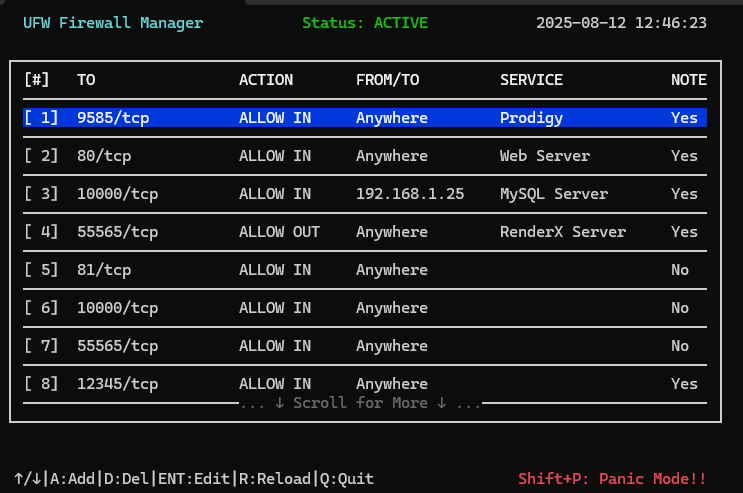 UFW Firewall Manager Status: ACTIVE 2025-08-12 12:46:23
[#] TO ACTION FROM/TO SERVICE NOTE
[ 1] 9585/tcp ALLOW IN Anywhere Prodigy Yes
[ 2] 80/tcp ALLOW IN Anywhere Web Server Yes
[ 3] 10000/tcp ALLOW IN 192.168.1.25 MySQL Server Yes
[ 4] 55565/tcp ALLOW OUT Anywhere RenderX Server Yes
[ 5] 81/tcp ALLOW IN Anywhere No
[ 6] 10000/tcp ALLOW IN Anywhere No
[ 7] 55565/tcp ALLOW IN Anywhere No
[ 8] 12345/tcp ALLOW IN Anywhere Yes
... ↓ Scroll for More ↓ ...
↑/↓|A:Add|D:Del|ENT:Edit|R:Reload|Q:Quit Shift+P: Panic Mode!!